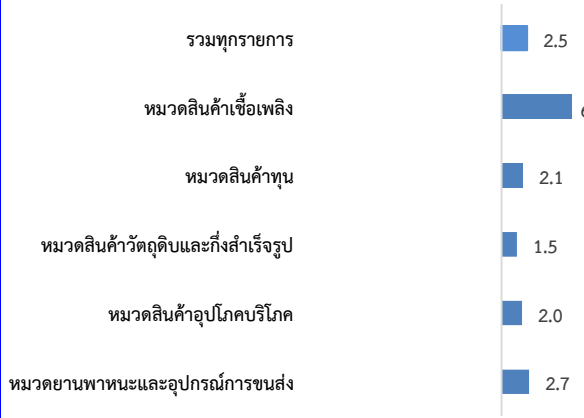 รวมทุกรายการ 2.5
หมวดสินค้าเชื้อเพลิง
หมวดสินค้าทุน 2.1
หมวดสินค้าวัตถุดิบและกึ่งสำเร็จรูป 1.5
หมวดสินค้าอุปโภคบริโภค 2.0
หมวดยานพาหนะและอุปกรณ์การขนส่ง 2.7